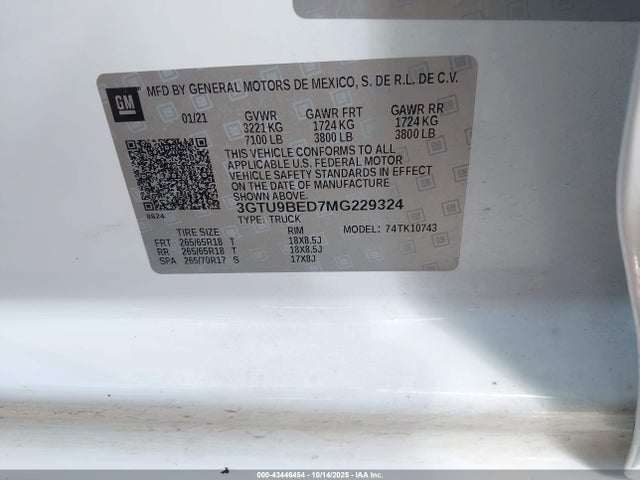 GM
MFD BY GENERAL MOTORS DE MEXICO, S. DE R.L. DE C.V.
01/21 GVWR GAWR FRT GAWR RR
3221 KG 1724 KG 1724 KG
7100 LB 3800 LB 3800 LB
THIS VEHICLE CONFORMS TO ALL
APPLICABLE U.S. FEDERAL MOTOR
VEHICLE SAFETY STANDARDS IN EFFECT
ON THE DATE OF MANUFACTURE
SHOWN ABOVE.
8624 3GTU9BED7MG229324
TYPE: TRUCK
TIRE SIZE RIM MODEL: 74TK10743
FRT 265/65R18 T 18X8.5J
RR 265/65R18 T 18X8.5J
SPA 265/70R17 S 17X8J
000-43446454 - 10/14/2025 - IAA Inc.